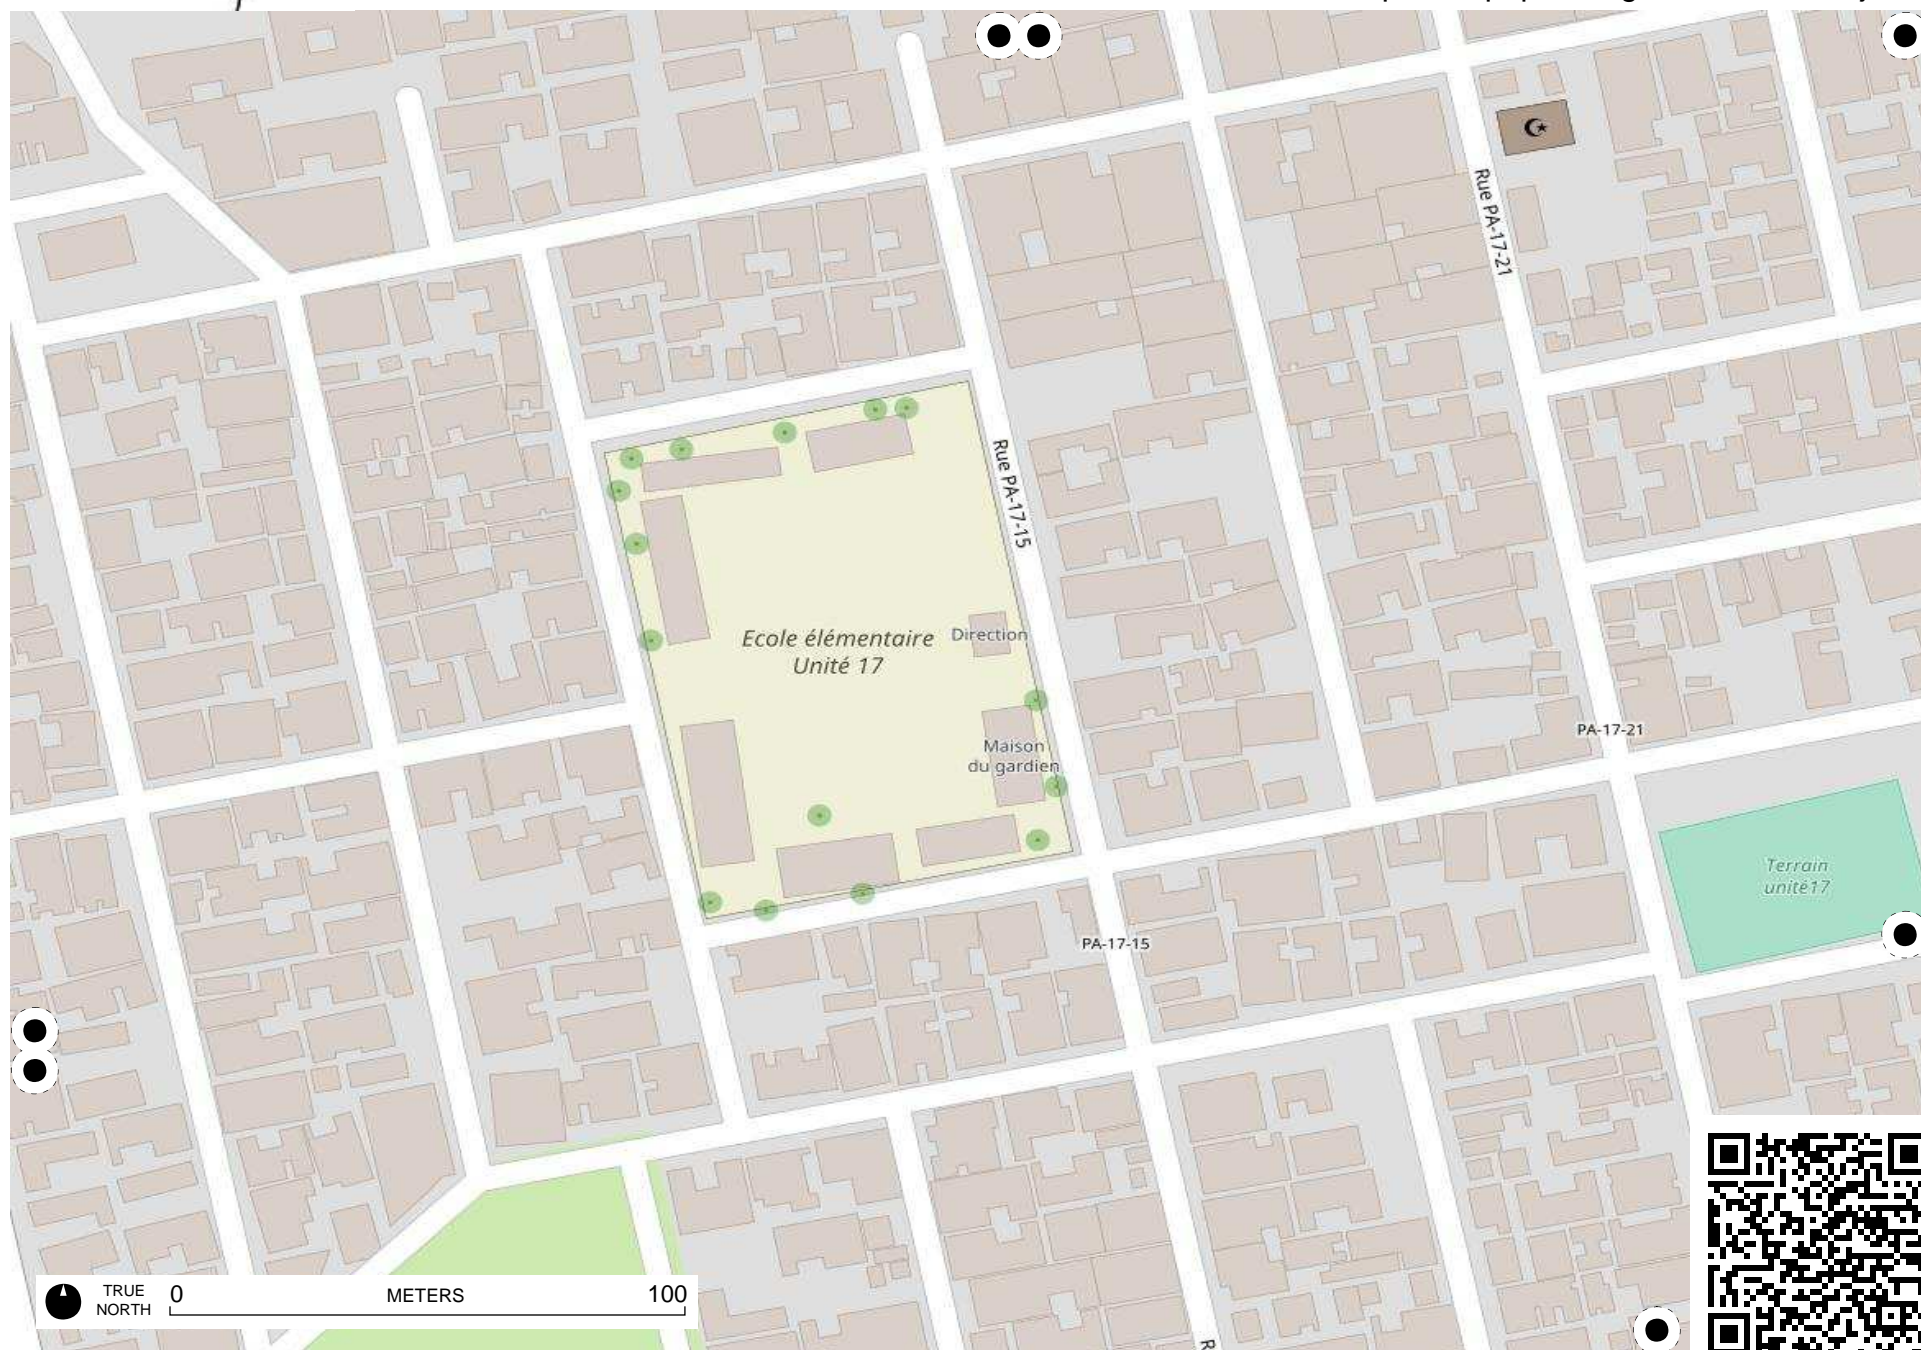 Rue PA-17-21
Rue PA-17-15
Ecole élémentaire
Unité 17
Direction
Maison
du gardien
PA-17-21
Terrain
unité17
PA-17-15
TRUE
NORTH
0
METERS
100
R